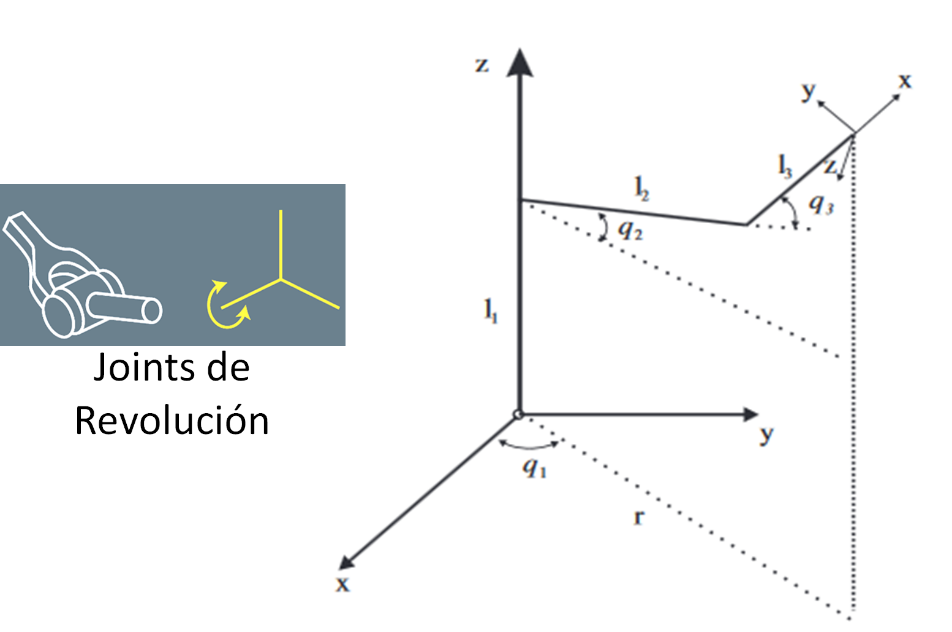 Joints de
Revolución
z
y
x
l₂
l₃
z
q₃
q₂
l₁
y
q₁
r
x